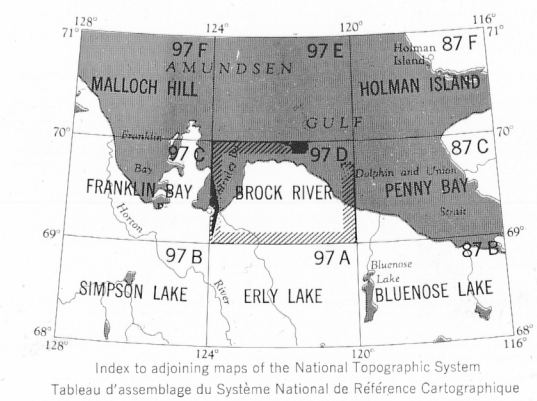 128° 124° 120° 116°
71° 71°
97 F 97 E 87 F
Holman
Island
AMUNDSEN
MALLOCH HILL HOLMAN ISLAND
GULF
70° 70°
Franklin
97 C 97 D 87 C
Bay
Dolphin and Union
FRANKLIN BAY BROCK RIVER PENNY BAY
Strait
Horton
69° 69°
97 B 97 A 87 B
Bluenose
Lake
SIMPSON LAKE River ERLY LAKE BLUENOSE LAKE
68° 68°
128° 124° 120° 116°
Index to adjoining maps of the National Topographic System
Tableau d'assemblage du Système National de Référence Cartographique